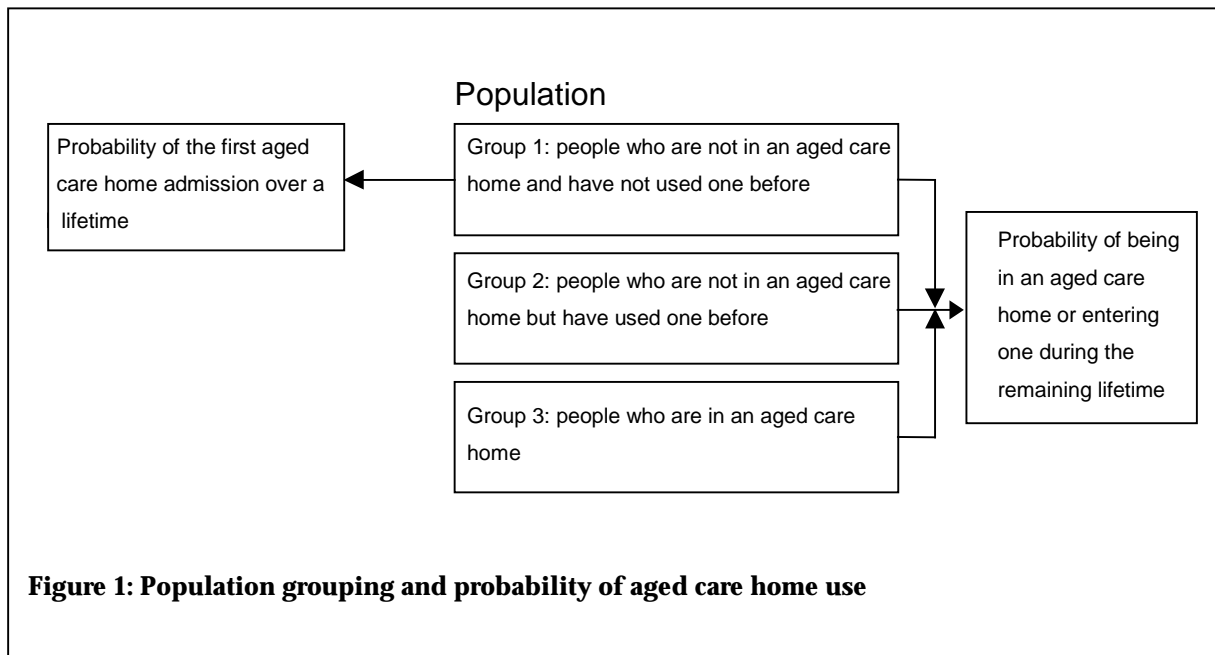 Population
Probability of the first aged
care home admission over a
lifetime
Group 1: people who are not in an aged care
home and have not used one before
Group 2: people who are not in an aged care
home but have used one before
Group 3: people who are in an aged care
home
Probability of being
in an aged care
home or entering
one during the
remaining lifetime
Figure 1: Population grouping and probability of aged care home use